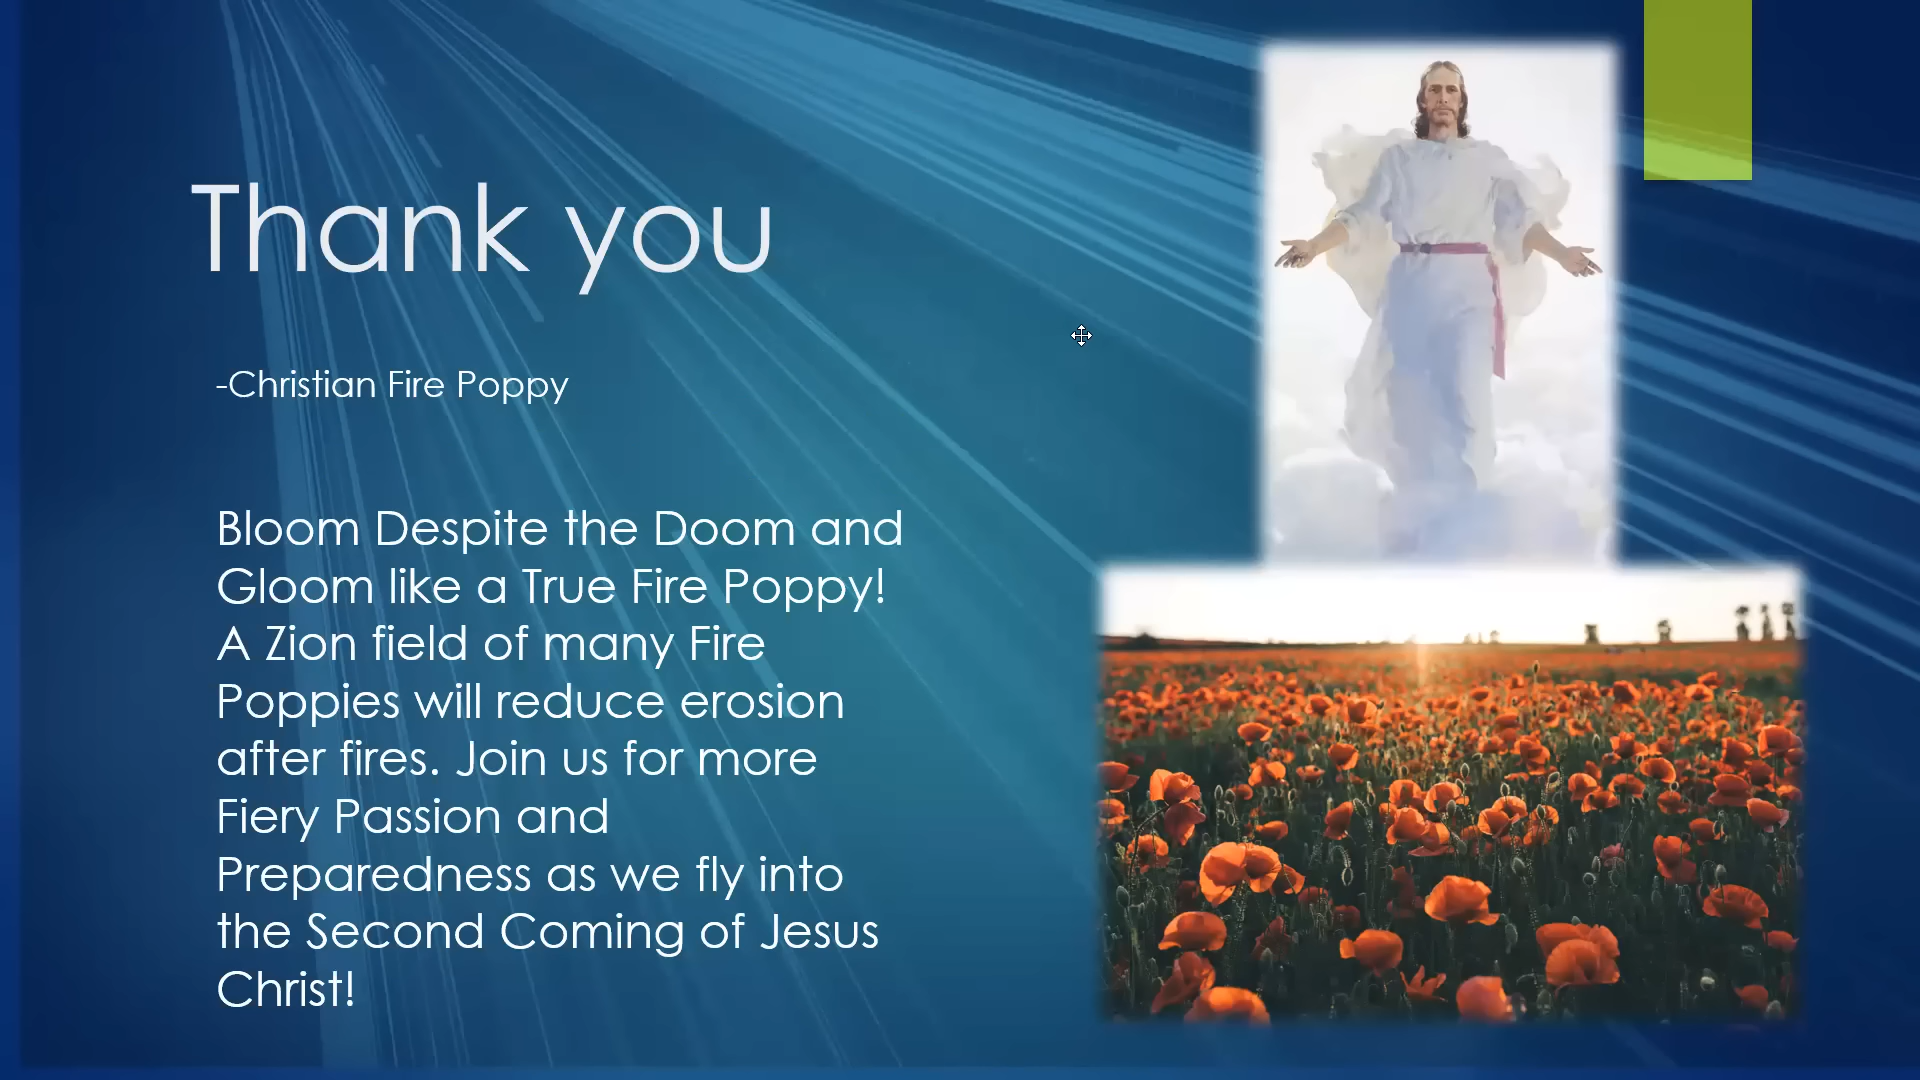 Thank you
-Christian Fire Poppy
Bloom Despite the Doom and
Gloom like a True Fire Poppy!
A Zion field of many Fire
Poppies will reduce erosion
after fires. Join us for more
Fiery Passion and
Preparedness as we fly into
the Second Coming of Jesus
Christ!